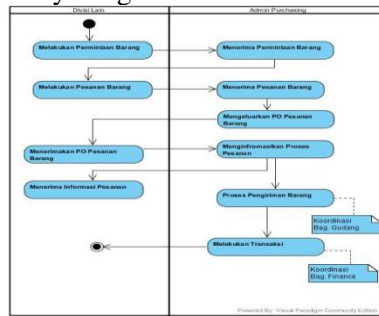 Divisi Lain
Admin Purchasing
Melakukan Permintaan Barang
Menerima Permintaan Barang
Melakukan Pesanan Barang
Menerima Pesanan Barang
Mengeluarkan PO Pesanan
Barang
Menerimakan PO Pesanan
Barang
Menginfromasikan Proses
Pesanan
Menerima Informasi Pesanan
Proses Pengiriman Barang
Koordinasi
Bag. Gudang
Melakukan Transaksi
Koordinasi
Bag. Finance
Powered By: Visual Paradigm Community Edition